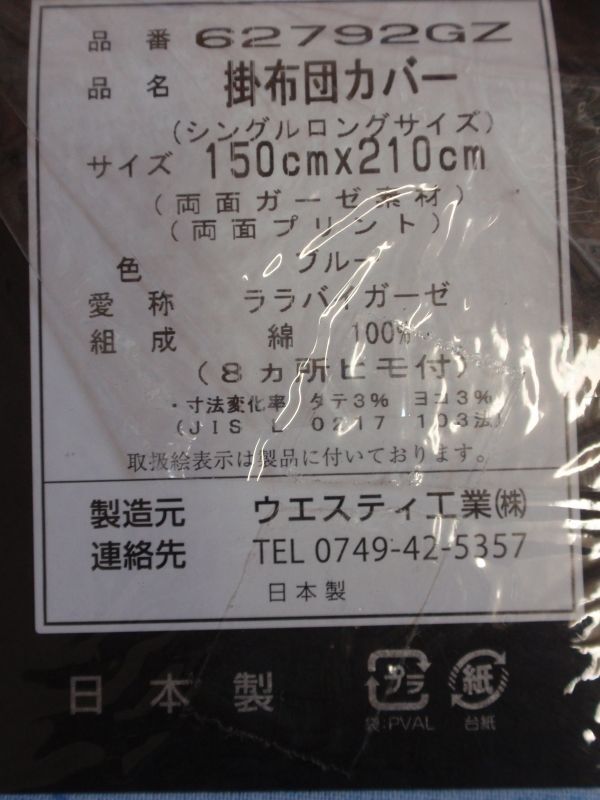 品番 62792GZ
品名 掛布団カバー
(シングルロングサイズ)
サイズ 150cmx210cm
(両面ガーゼ素材)
(両面プリント)
色 ブルー
愛称 ララバイガーゼ
組成 綿 100%
(8ヵ所ヒモ付)
・寸法変化率 タテ3% ヨコ3%
(JIS L 0217 103法)
取扱絵表示は製品に付いております。
製造元 ウエスティ工業㈱
連絡先 TEL 0749-42-5357
日本製
日本製
プラ 紙
袋:PVAL 台紙